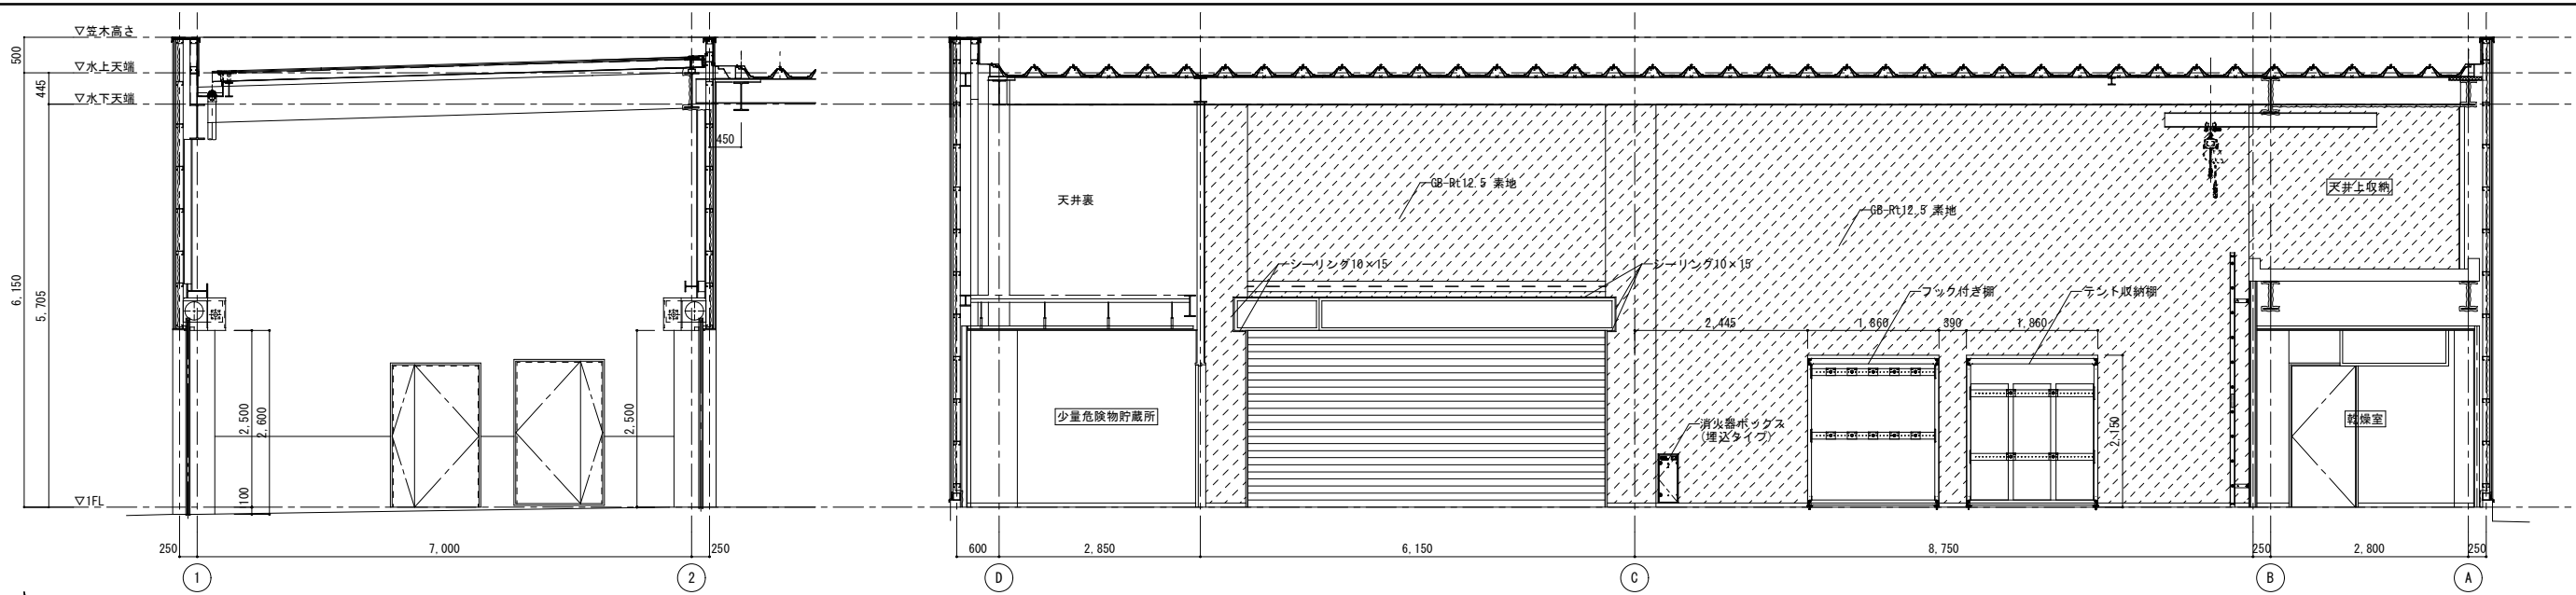 ▽笠木高さ
500
▽水上天端
445
▽水下天端
450
6,150
5,705
2,500
2,600
2,500
100
▽1FL
250
7,000
250
1
2
天井裏
GB-Rt12.5 素地
GB-Rt12.5 素地
天井上収納
シーリング10×15
シーリング10×15
フック付き棚
テント収納棚
2,445
1,860
390
1,860
少量危険物貯蔵所
消火器ボックス
(埋込タイプ)
2,150
乾燥室
600
2,850
6,150
8,750
250
2,800
250
D
C
B
A